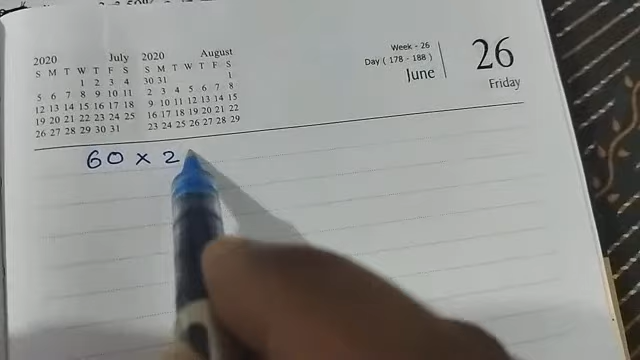 2020 July
S M T W T F S
1 2 3 4
5 6 7 8 9 10 11
12 13 14 15 16 17 18
19 20 21 22 23 24 25
26 27 28 29 30 31
2020 August
S M T W T F S
30 31 1
2 3 4 5 6 7 8
9 10 11 12 13 14 15
16 17 18 19 20 21 22
23 24 25 26 27 28 29
Week - 26
Day ( 178 - 188 )
June
26
Friday
60 × 2